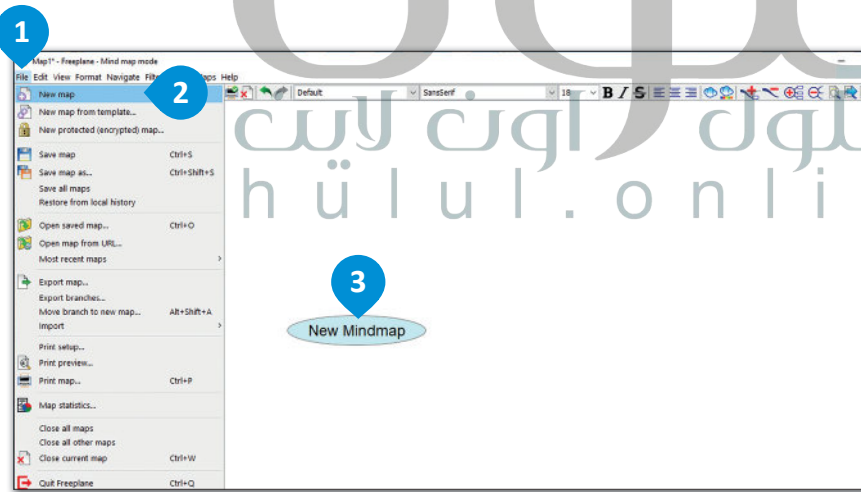 1
Map1* - Freeplane - Mind map mode
File Edit View Format Navigate Filter Maps Help
2
New map
Default SansSerif 18 B I S
New map from template...
New protected (encrypted) map...
Save map Ctrl+S
Save map as... Ctrl+Shift+S
Save all maps
Restore from local history
Open saved map... Ctrl+O
Open map from URL...
Most recent maps
Export map...
Export branches...
Move branch to new map... Alt+Shift+A
Import
Print setup...
Print preview...
Print map... Ctrl+P
Map statistics...
Close all maps
Close all other maps
Close current map Ctrl+W
Quit Freeplane Ctrl+Q
3
New Mindmap
اون لاين
hülul.onli